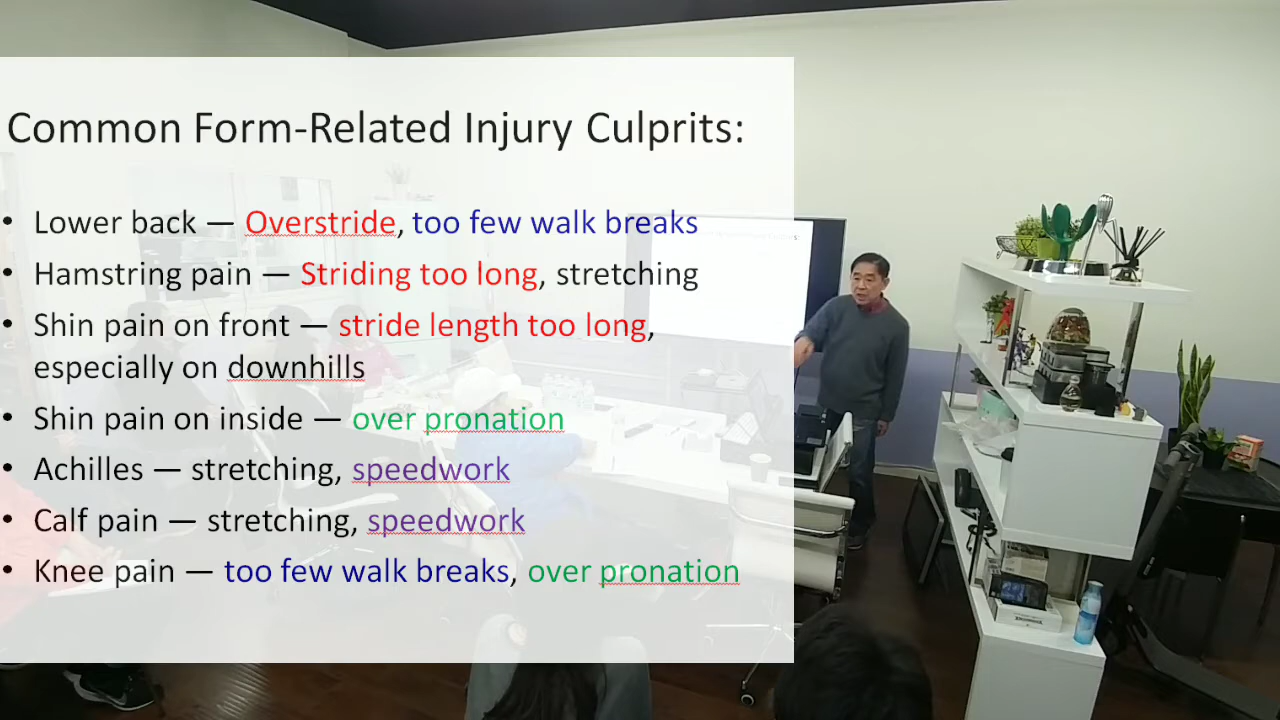 Common Form-Related Injury Culprits:
• Lower back — Overstride, too few walk breaks
• Hamstring pain — Striding too long, stretching
• Shin pain on front — stride length too long,
especially on downhills
• Shin pain on inside — over pronation
• Achilles — stretching, speedwork
• Calf pain — stretching, speedwork
• Knee pain — too few walk breaks, over pronation